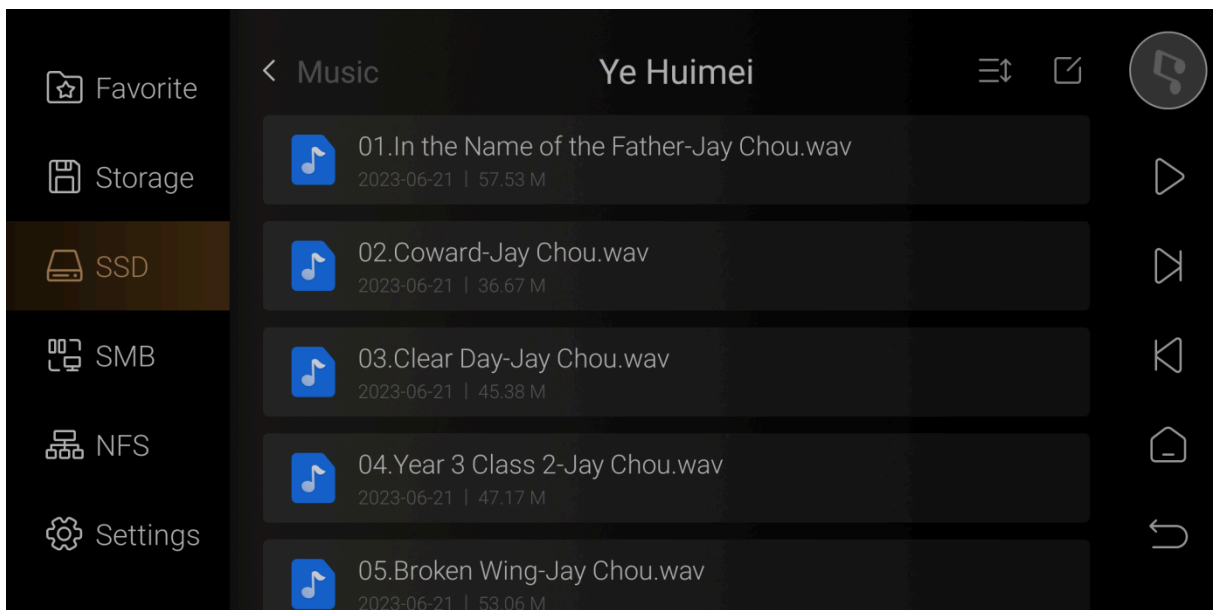 Favorite
Storage
SSD
SMB
NFS
Settings
Music
Ye Huimei
01.In the Name of the Father-Jay Chou.wav
2023-06-21 | 57.53 M
02.Coward-Jay Chou.wav
2023-06-21 | 36.67 M
03.Clear Day-Jay Chou.wav
2023-06-21 | 45.38 M
04.Year 3 Class 2-Jay Chou.wav
2023-06-21 | 47.17 M
05.Broken Wing-Jay Chou.wav
2023-06-21 | 53.06 M